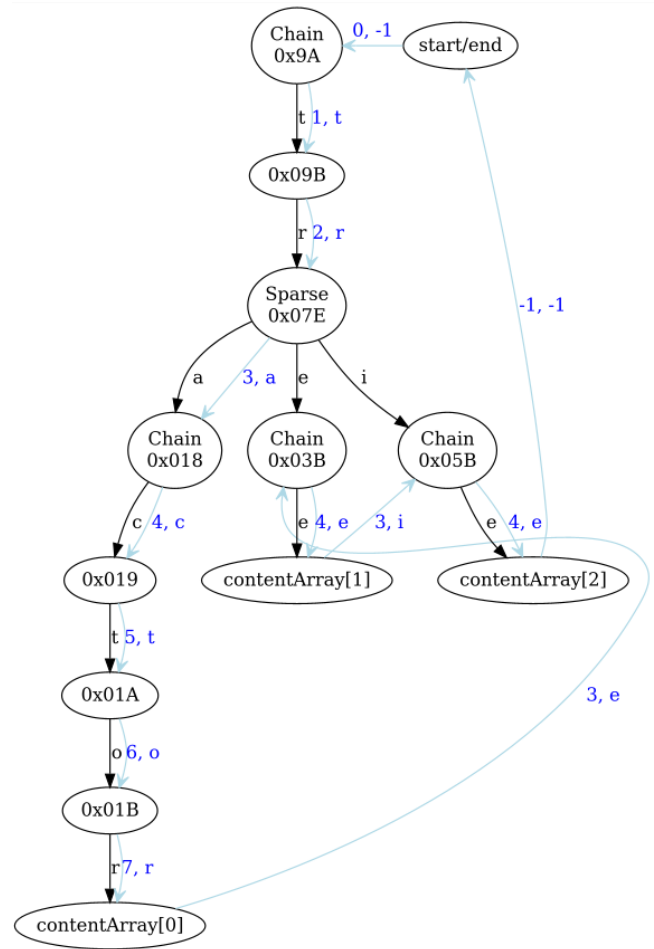 Chain
0x9A
0, -1
start/end
t 1, t
0x09B
r 2, r
Sparse
0x07E
-1, -1
a
3, a
e
i
Chain
0x018
Chain
0x03B
Chain
0x05B
c
4, c
e 4, e
3, i
e
4, e
0x019
contentArray[1]
contentArray[2]
t 5, t
0x01A
3, e
o 6, o
0x01B
r 7, r
contentArray[0]